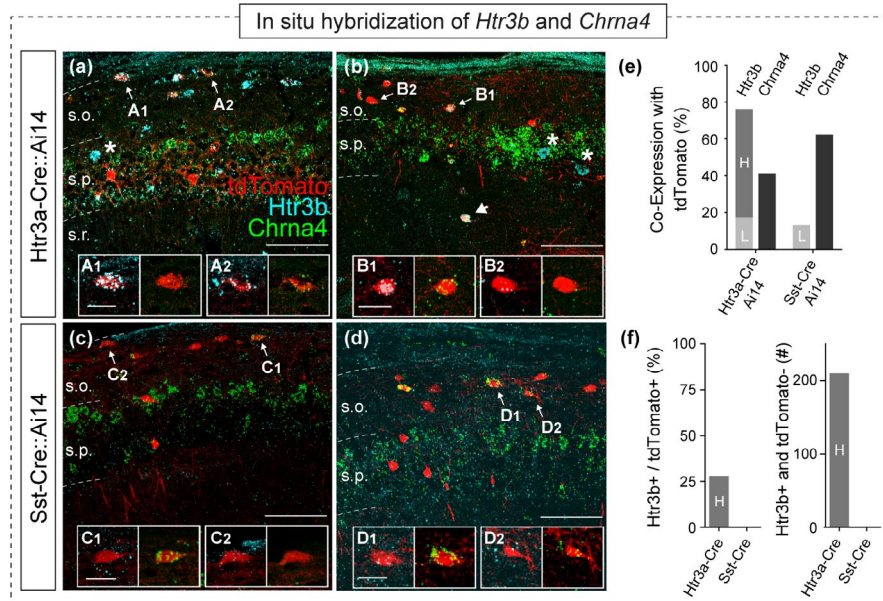 In situ hybridization of Htr3b and Chrna4
Htr3a-Cre::Ai14
(a)
A1
A2
s.o.
*
s.p.
tdTomato
Htr3b
Chrna4
s.r.
A1
A2
(b)
B2
B1
s.o.
s.p.
*
*
B1
B2
Sst-Cre::Ai14
(c)
C2
C1
s.o.
s.p.
C1
C2
(d)
s.o.
D1
D2
s.p.
D1
D2
(e)
Htr3b
Chrna4
Htr3b
Chrna4
Co-Expression with
tdTomato (%)
100
80
60
40
20
0
H
L
L
Htr3a-Cre
Ai14
Sst-Cre
Ai14
(f)
Htr3b+ / tdTomato+ (%)
100
75
50
25
0
H
Htr3a-Cre
Sst-Cre
Htr3b+ and tdTomato- (#)
200
100
0
H
Htr3a-Cre
Sst-Cre